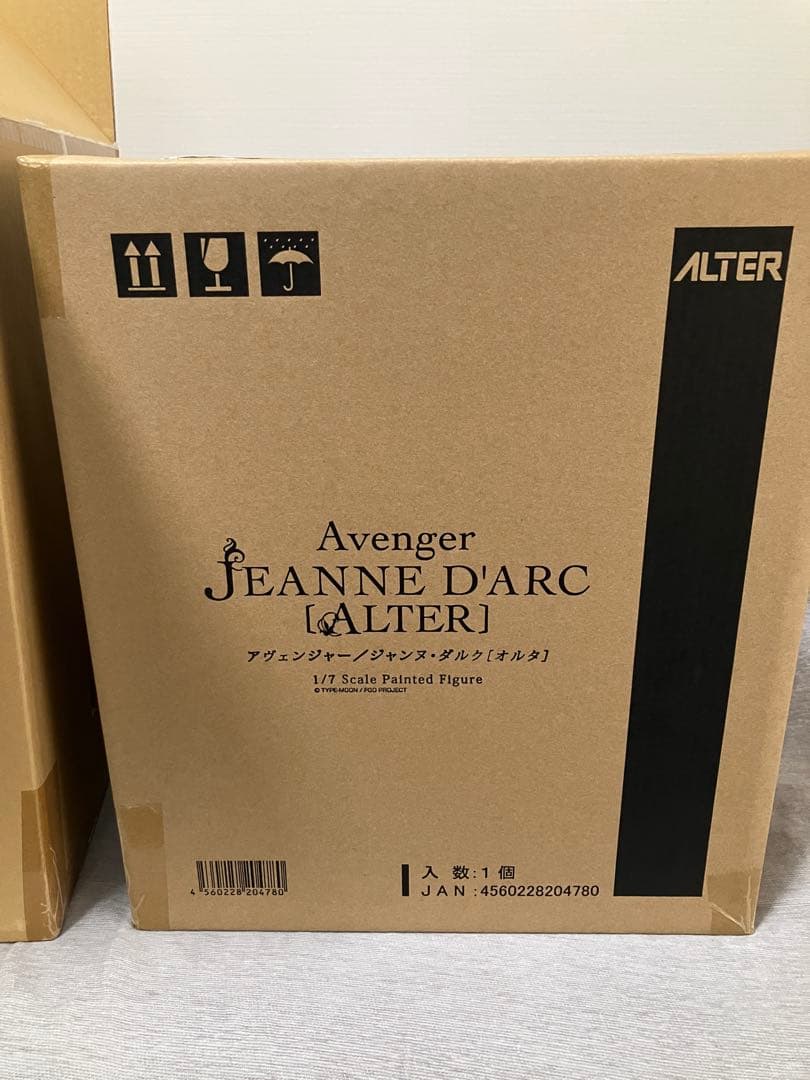 ALTER
Avenger
JEANNE D'ARC
[ALTER]
アヴェンジャー/ジャンヌ・ダルク[オルタ]
1/7 Scale Painted Figure
© TYPE-MOON / FGO PROJECT
4 560228 204780
入 数:1 個
JAN :4560228204780